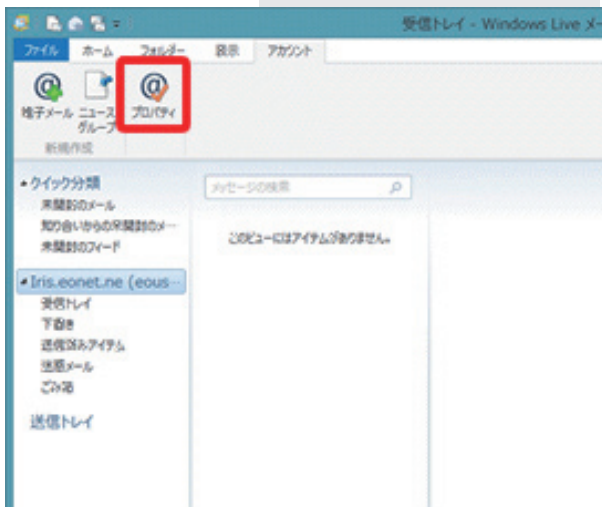 受信トレイ - Windows Live メー
ファイル ホーム フォルダー 表示 アカウント
@ @
電子メール ニュース
グループ プロパティ
新規作成
クイック分類
未開封のメール
知り合いからの未開封のメ…
未開封のフィード
Iris.eonet.ne (eous…
受信トレイ
下書き
送信済みアイテム
迷惑メール
ごみ箱
送信トレイ
メッセージの検索
このビューにはアイテムがありません。